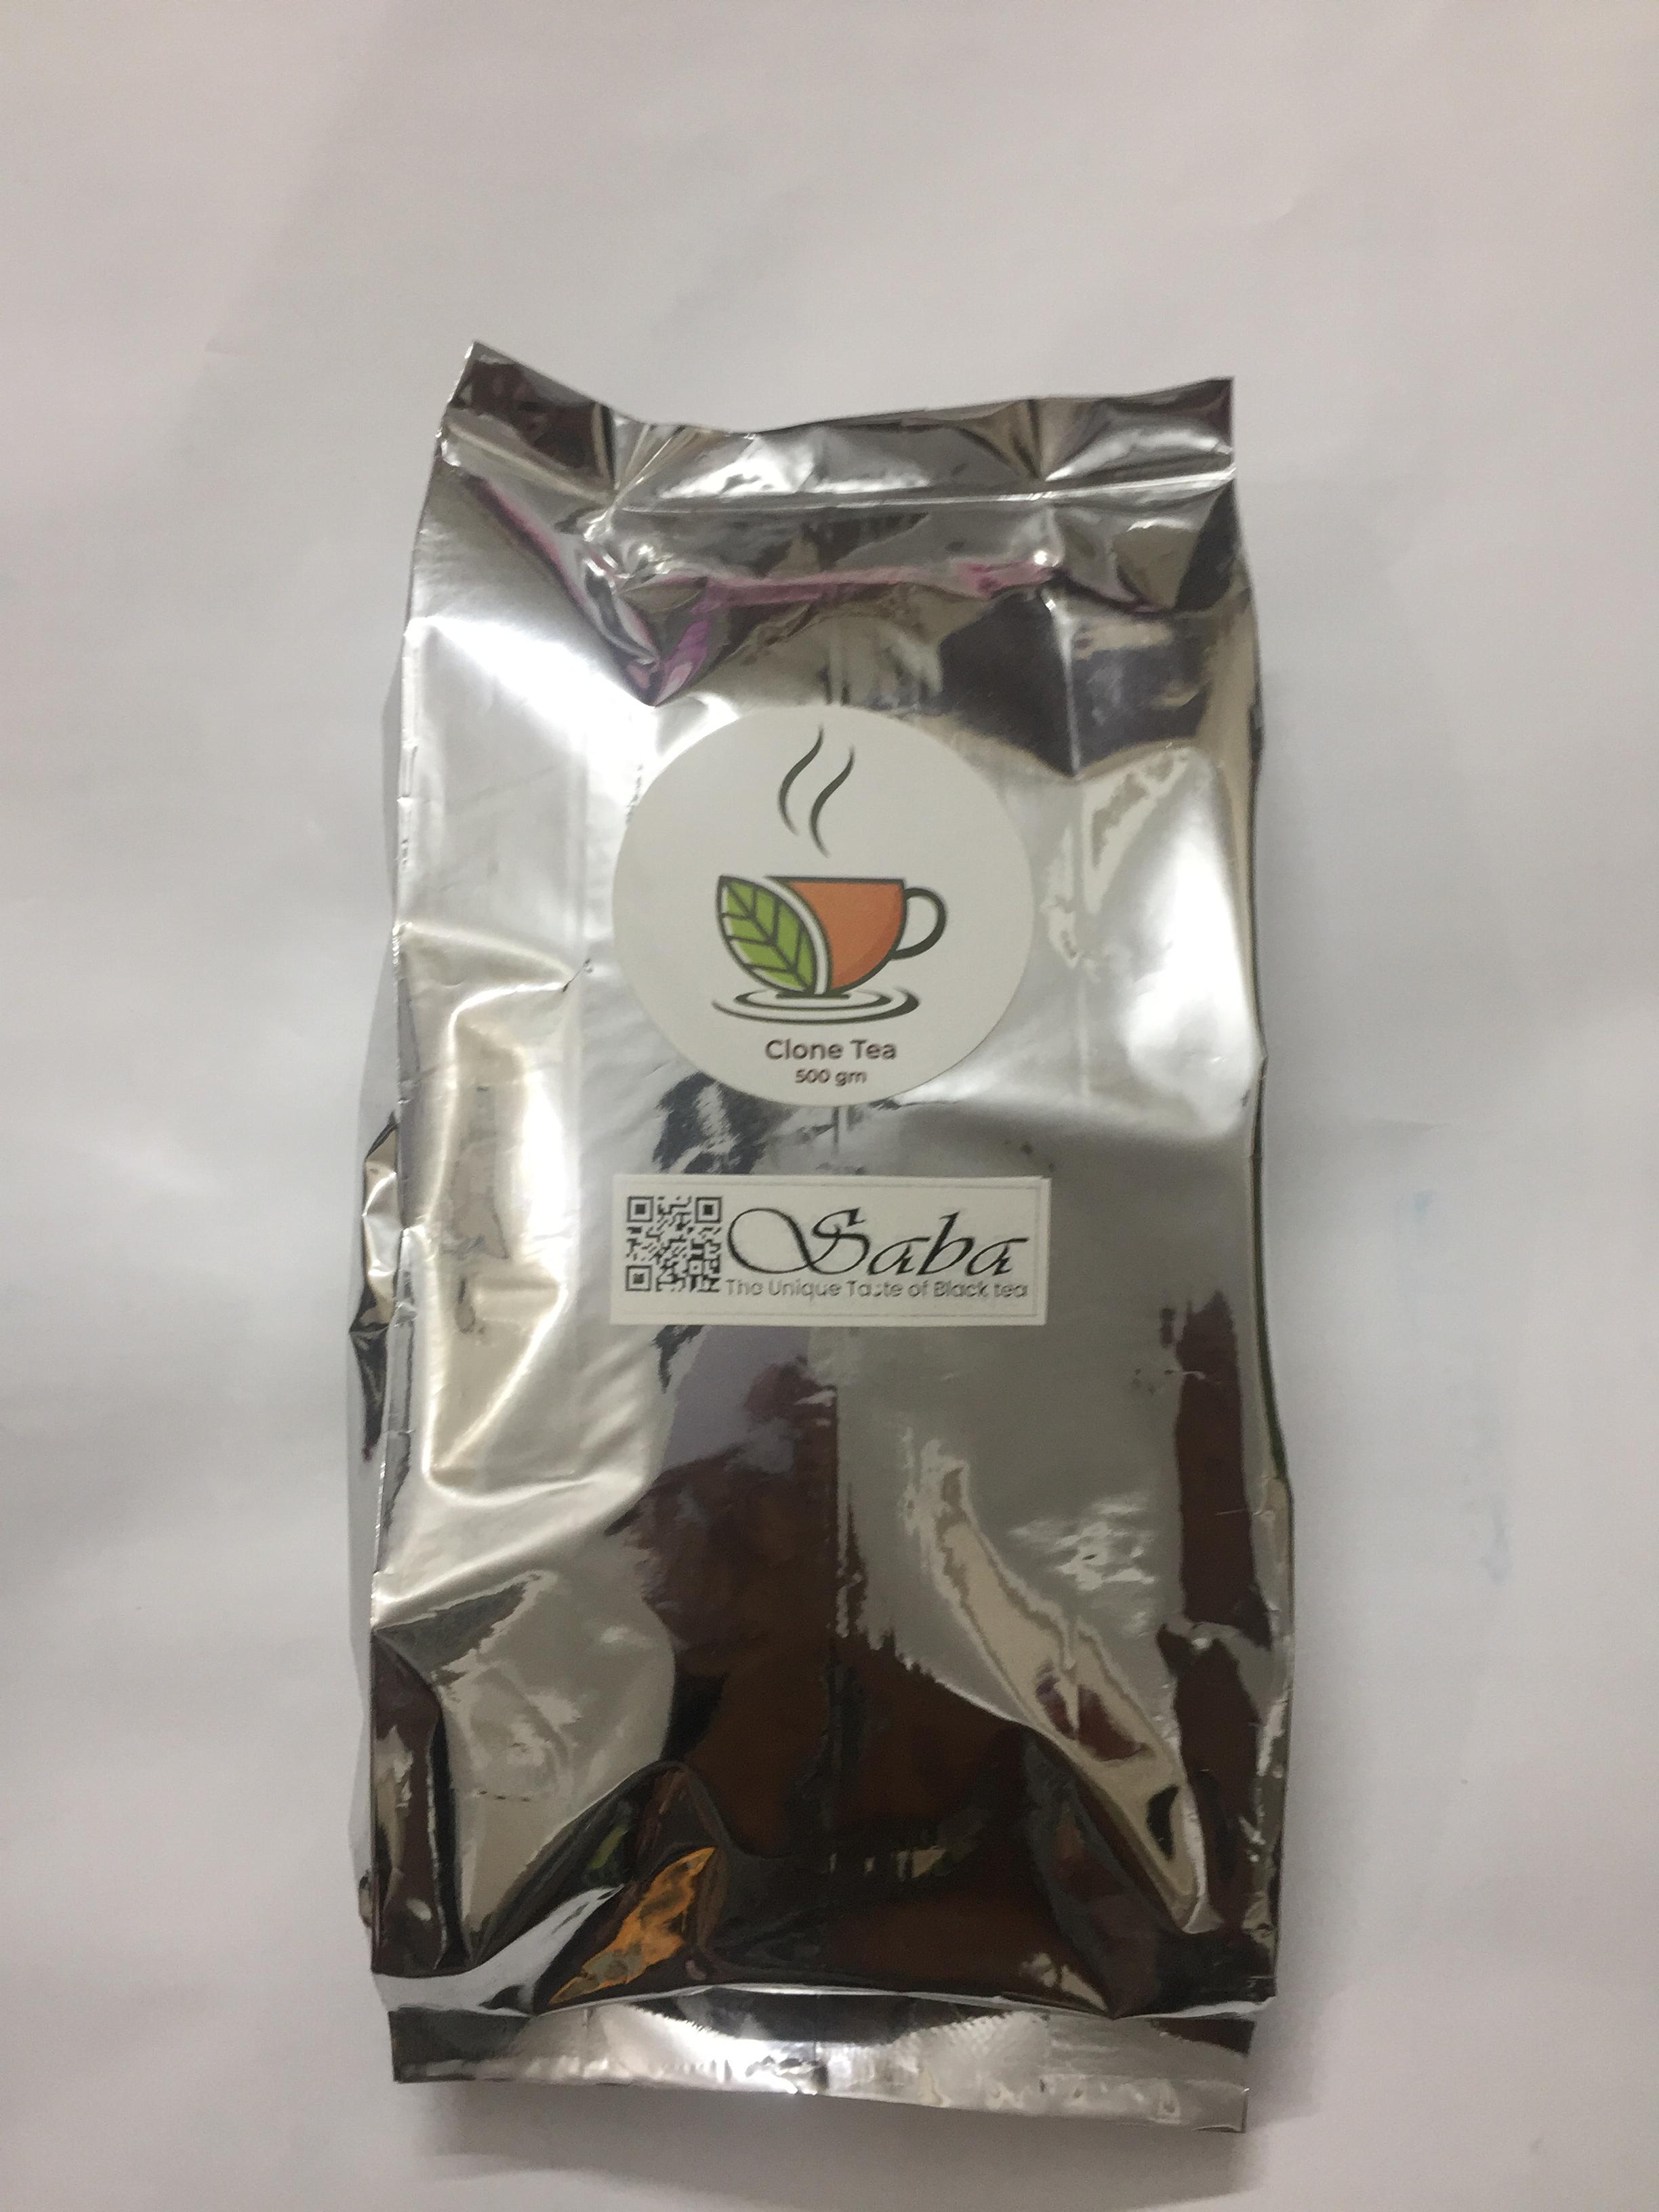 Clone Tea
500 gm
Saba
The Unique Taste of Black tea